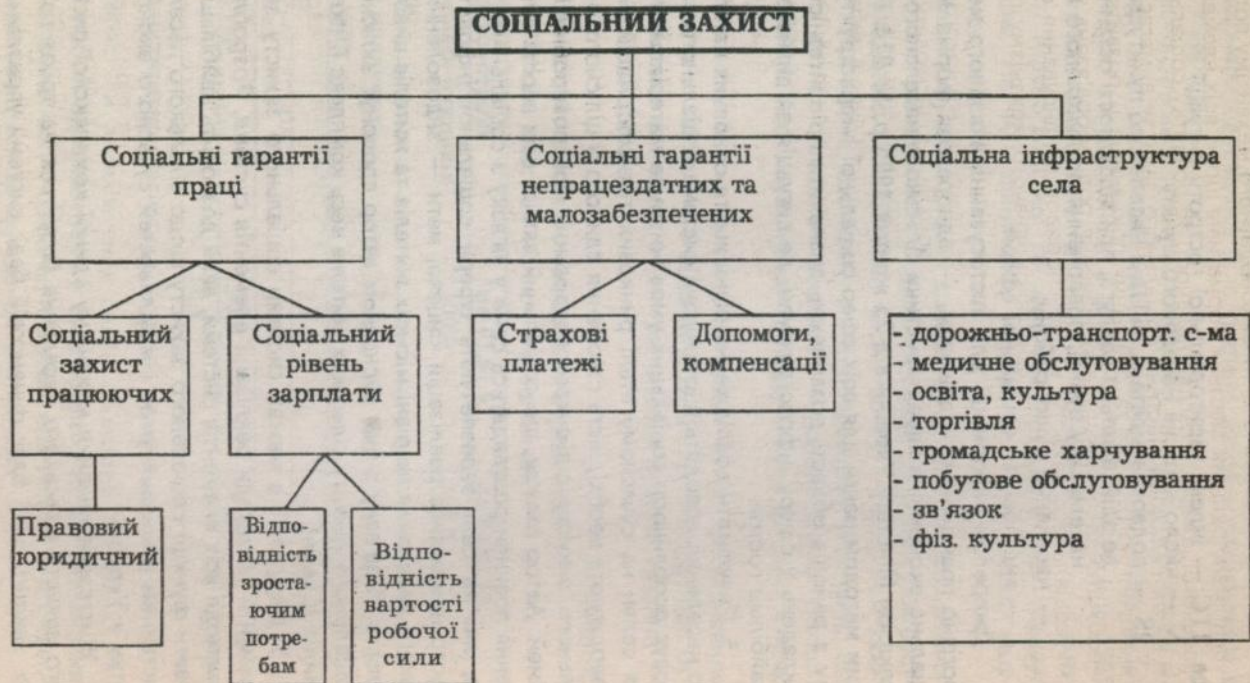 СОЦІАЛЬНИЙ ЗАХИСТ
Соціальні гарантії
праці
Соціальні гарантії
непрацездатних та
малозабезпечених
Соціальна інфраструктура
села
Соціальний
захист
працюючих
Соціальний
рівень
зарплати
Страхові
платежі
Допомоги,
компенсації
- дорожньо-транспорт. с-ма
- медичне обслуговування
- освіта, культура
- торгівля
- громадське харчування
- побутове обслуговування
- зв'язок
- фіз. культура
Правовий
юридичний
Відпо-
відність
зроста-
ючим
потре-
бам
Відпо-
відність
вартості
робочої
сили